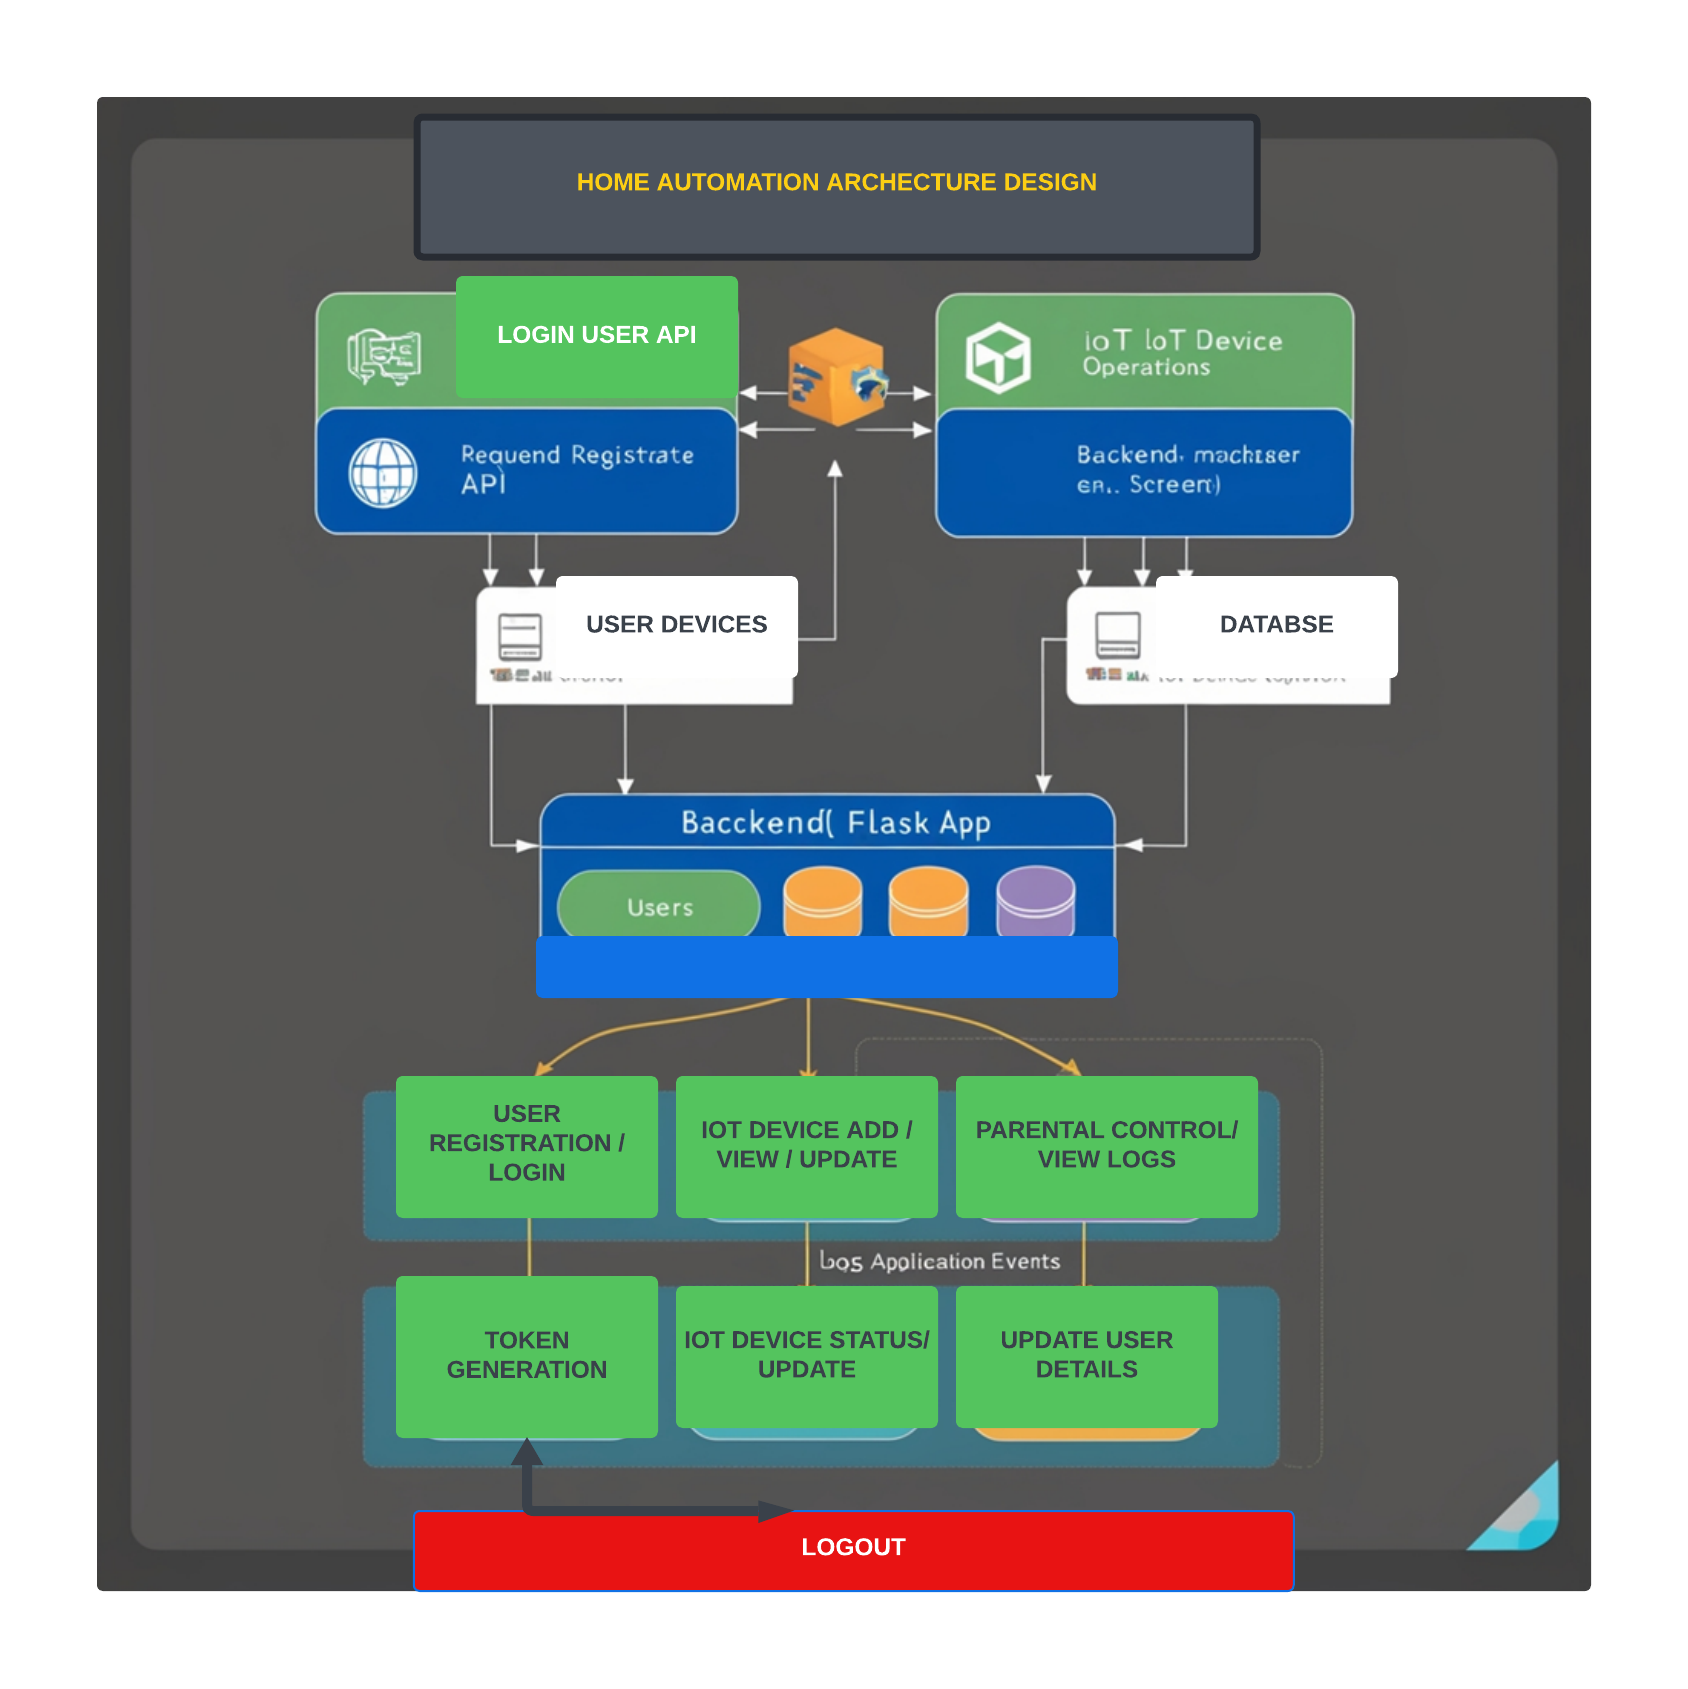 HOME AUTOMATION ARCHECTURE DESIGN
LOGIN USER API
ioT IoT Device
Operations
Requend Registrate
API
Backend. machtser
en.. Screen)
USER DEVICES
DATABSE
Bacckend( Flask App
Users
USER
REGISTRATION /
LOGIN
IOT DEVICE ADD /
VIEW / UPDATE
PARENTAL CONTROL/
VIEW LOGS
Logs Application Events
TOKEN
GENERATION
IOT DEVICE STATUS/
UPDATE
UPDATE USER
DETAILS
LOGOUT